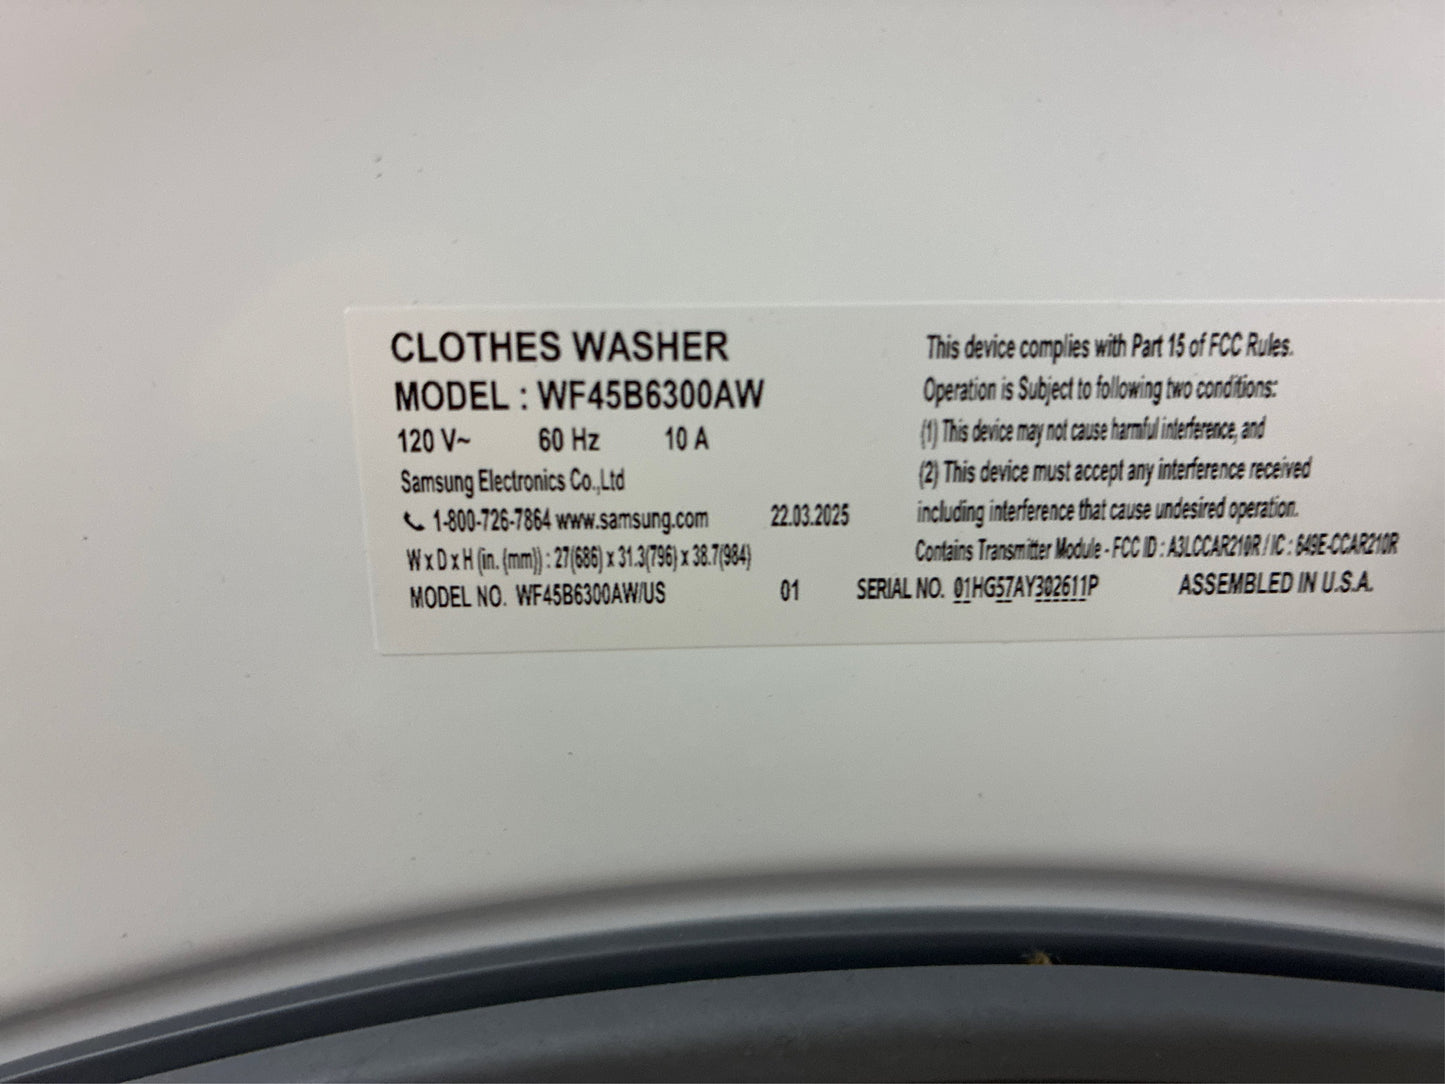 CLOTHES WASHER
MODEL : WF45B6300AW
120 V~ 60 Hz 10 A
Samsung Electronics Co.,Ltd
1-800-726-7864 www.samsung.com 22.03.2025
W x D x H (in. {mm}) : 27(686) x 31.3(796) x 38.7(984)
MODEL NO. WF45B6300AW/US 01 SERIAL NO. 01HG57AY302611P ASSEMBLED IN U.S.A.
This device complies with Part 15 of FCC Rules.
Operation is Subject to following two conditions:
(1) This device may not cause harmful interference, and
(2) This device must accept any interference received
including interference that cause undesired operation.
Contains Transmitter Module - FCC ID : A3LCCAR210R / IC : 649E-CCAR210R